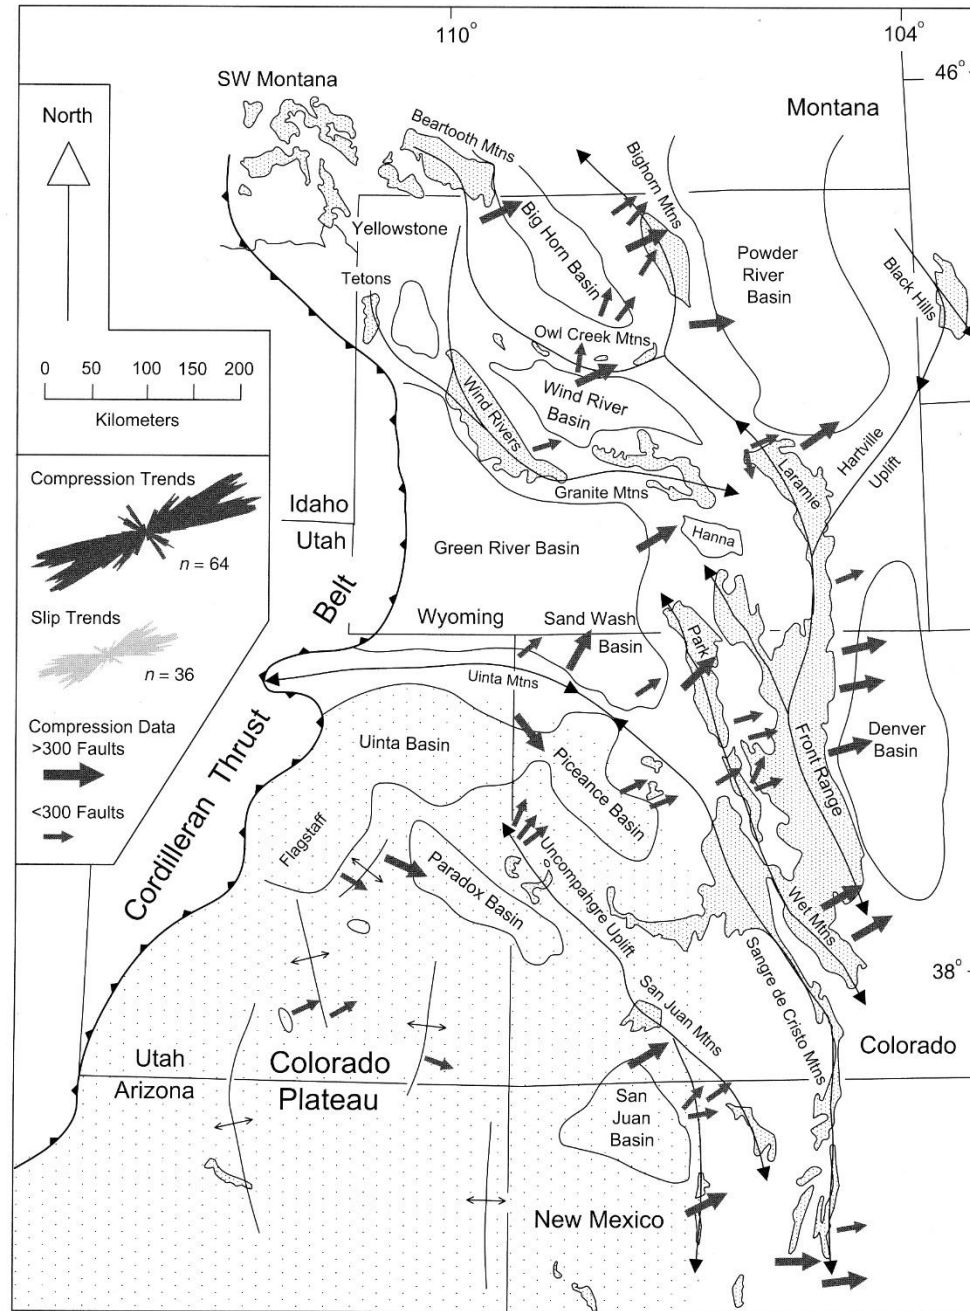 110°
104°
46°
SW Montana
North
Montana
Beartooth Mtns
Bighorn Mtns
Yellowstone
Big Horn Basin
Powder
River
Basin
Black Hills
Tetons
Owl Creek Mtns
0 50 100 150 200
Kilometers
Wind Rivers
Wind River
Basin
Hartville
Uplift
Laramie
Granite Mtns
Compression Trends
n = 64
Idaho
Utah
Hanna
Green River Basin
Belt
Wyoming
Sand Wash
Basin
Slip Trends
n = 36
Park
Uinta Mtns
Compression Data
>300 Faults
<300 Faults
Cordilleran Thrust
Uinta Basin
Piceance Basin
Front Range
Denver
Basin
Flagstaff
Paradox Basin
Uncompahgre Uplift
Wet Mtns
Sangre de Cristo Mtns
38°
San Juan Mtns
Utah
Arizona
Colorado
Plateau
Colorado
San
Juan
Basin
New Mexico